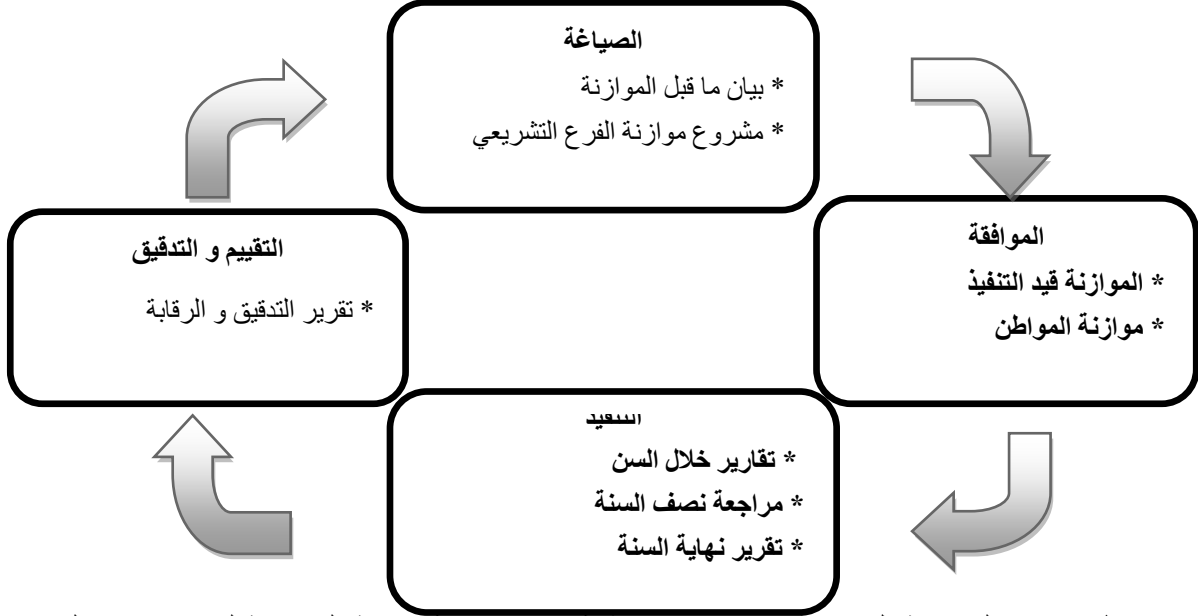 الصياغة
* بيان ما قبل الموازنة
* مشروع موازنة الفرع التشريعي
الموافقة
* الموازنة قيد التنفيذ
* موازنة المواطن
التنفيذ
* تقارير خلال السن
* مراجعة نصف السنة
* تقرير نهاية السنة
التقييم و التدقيق
* تقرير التدقيق و الرقابة